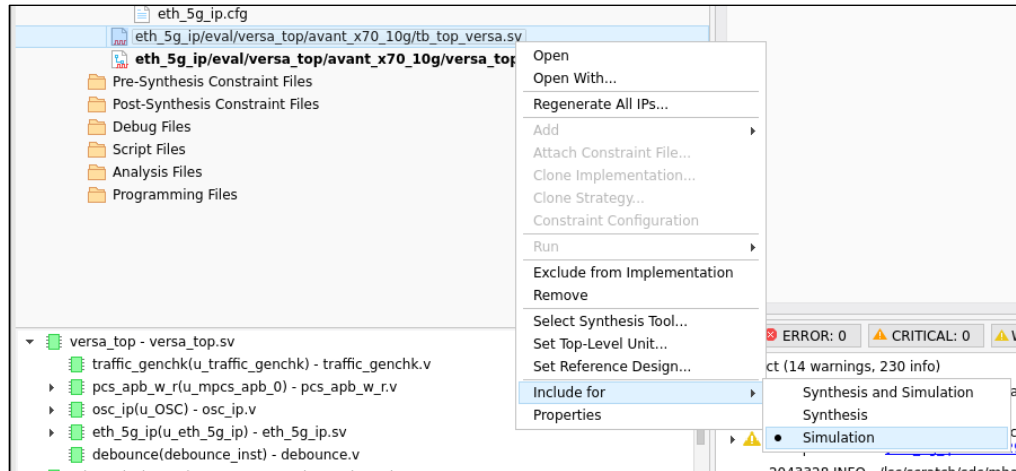 eth_5g_ip.cfg
eth_5g_ip/eval/versa_top/avant_x70_10g/tb_top_versa.sv
eth_5g_ip/eval/versa_top/avant_x70_10g/versa_top
Pre-Synthesis Constraint Files
Post-Synthesis Constraint Files
Debug Files
Script Files
Analysis Files
Programming Files
Open
Open With...
Regenerate All IPs...
Add
Attach Constraint File...
Clone Implementation...
Clone Strategy...
Constraint Configuration
Run
Exclude from Implementation
Remove
Select Synthesis Tool...
Set Top-Level Unit...
Set Reference Design...
Include for
Properties
Synthesis and Simulation
Synthesis
Simulation
versa_top - versa_top.sv
traffic_genchk(u_traffic_genchk) - traffic_genchk.v
pcs_apb_w_r(u_mpcs_apb_0) - pcs_apb_w_r.v
osc_ip(u_OSC) - osc_ip.v
eth_5g_ip(u_eth_5g_ip) - eth_5g_ip.sv
debounce(debounce_inst) - debounce.v
ERROR: 0 CRITICAL: 0
ct (14 warnings, 230 info)